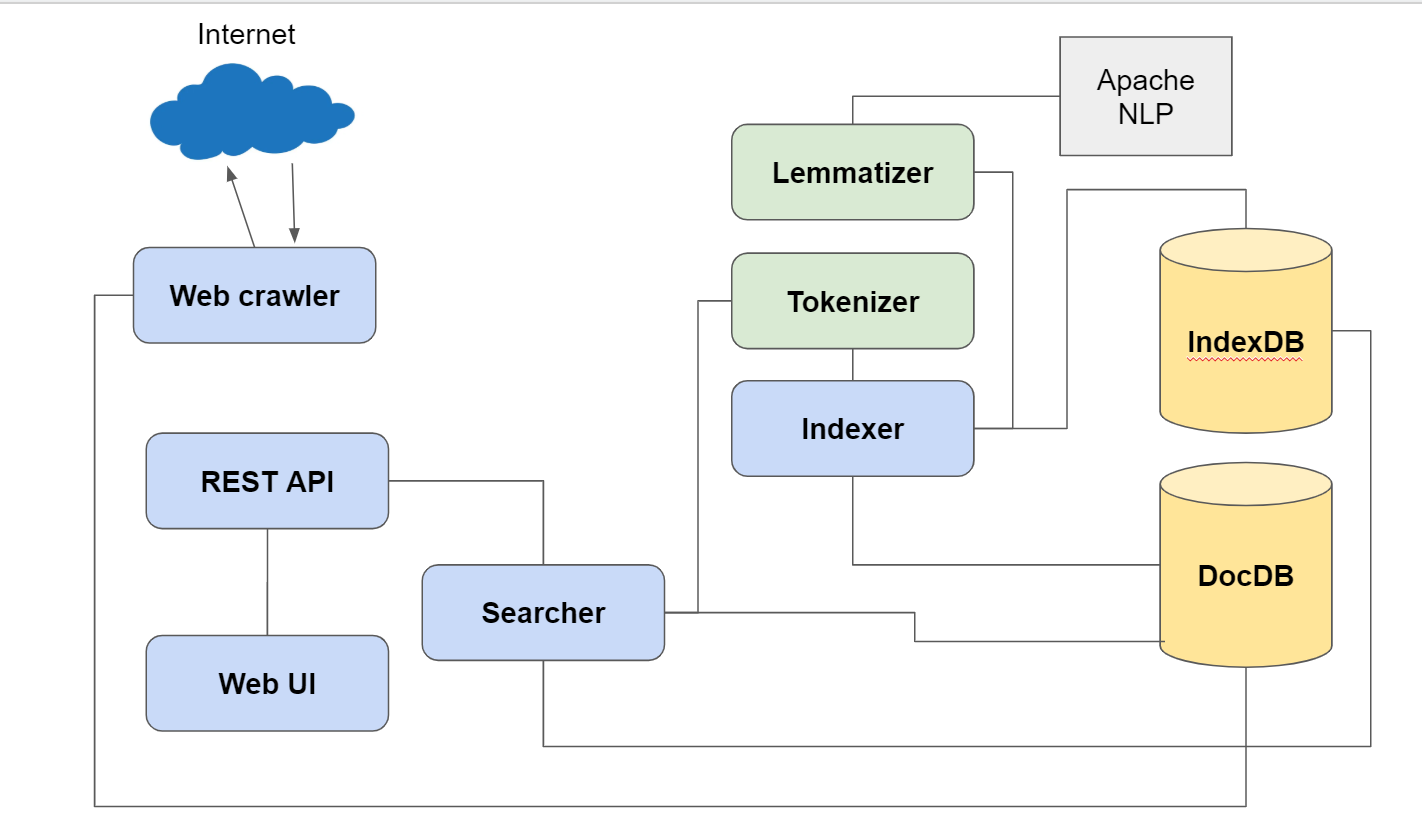 Internet
Apache
NLP
Lemmatizer
Web crawler
Tokenizer
IndexDB
Indexer
REST API
DocDB
Searcher
Web UI